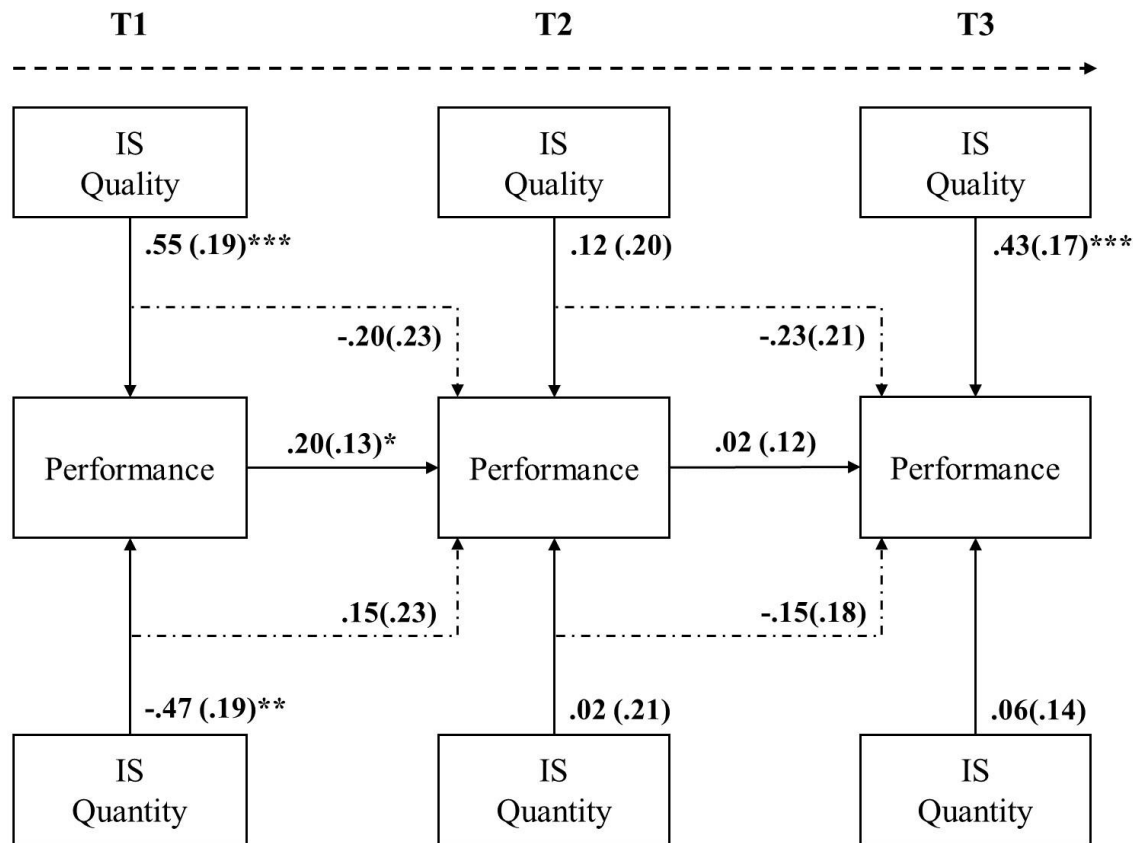 T1 T2 T3
IS IS IS
Quality Quality Quality
.55 (.19)*** .12 (.20) .43(.17)***
-.20(.23) -.23(.21)
.20(.13)* .02 (.12)
Performance Performance Performance
.15(.23) -.15(.18)
-.47 (.19)** .02 (.21) .06(.14)
IS IS IS
Quantity Quantity Quantity